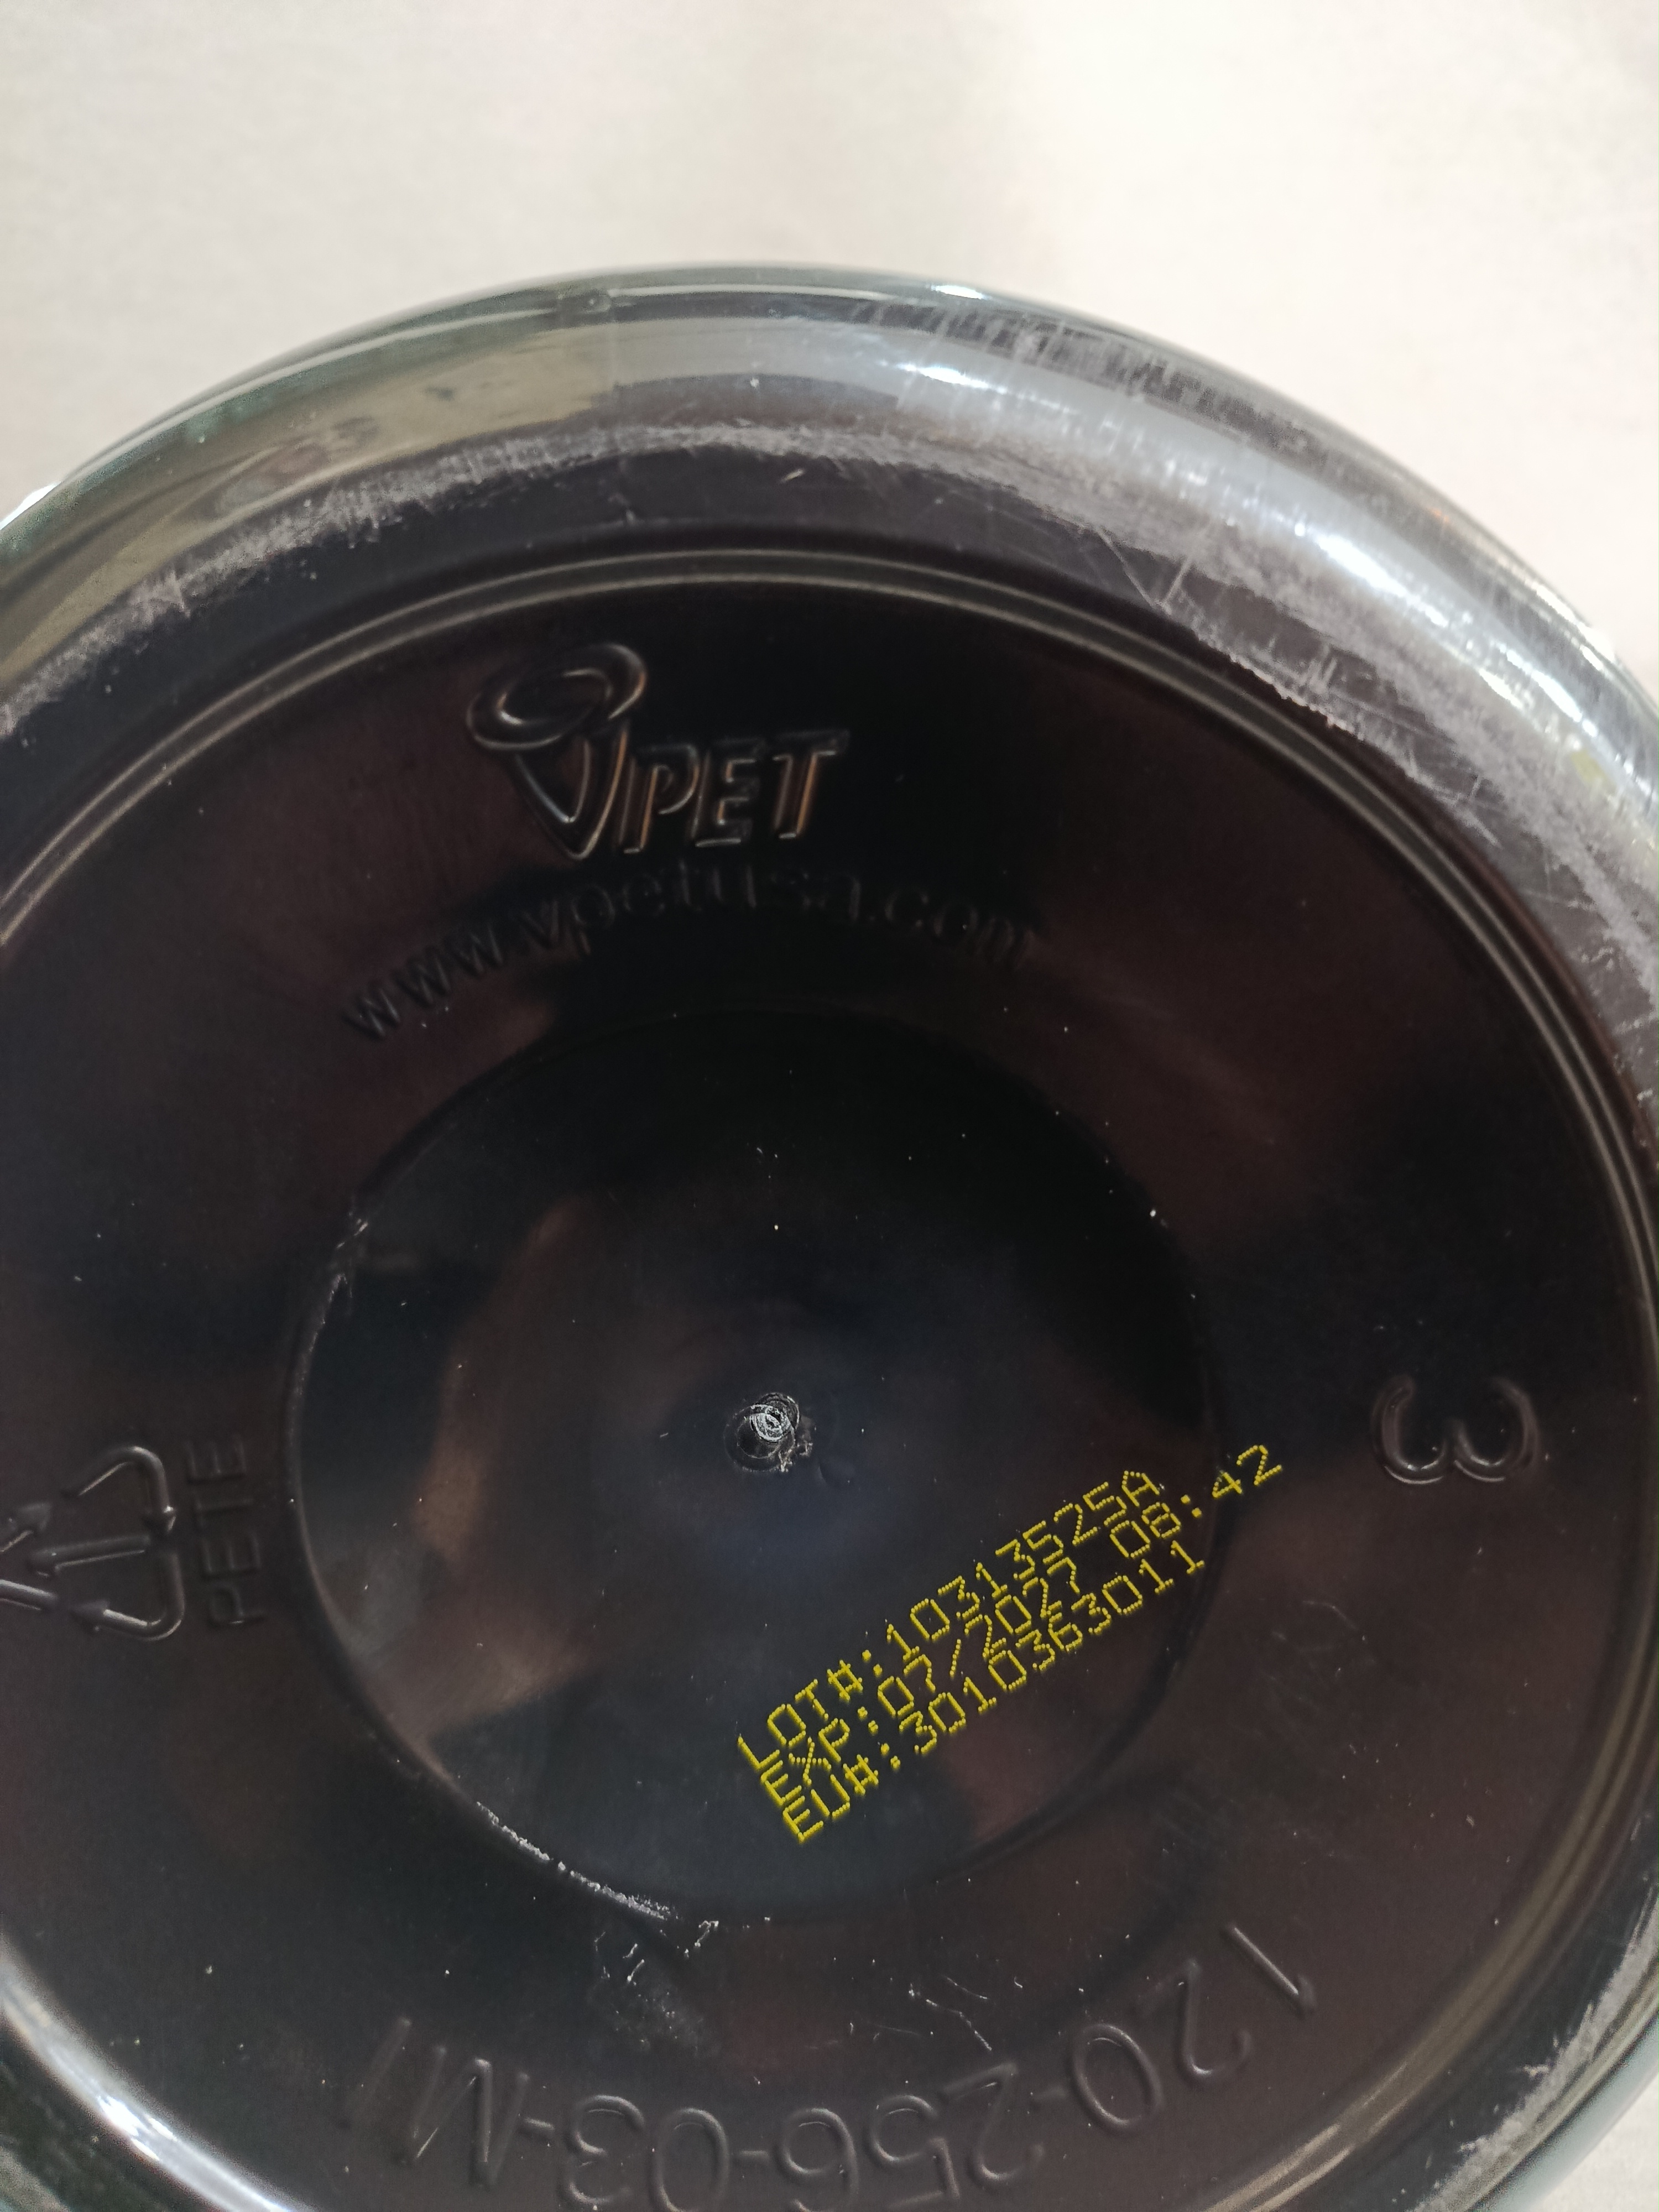 VPET
www.vpetusa.com
3
PETE
LOT#:10313525A
EXP:07/2027 08:42
EU#:3010363011
120-256-03-M1